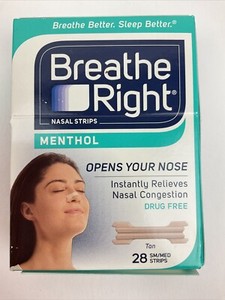 Breathe Better. Sleep Better.®
Breathe
Right®
NASAL STRIPS
MENTHOL
OPENS YOUR NOSE
Instantly Relieves
Nasal Congestion
DRUG FREE
Tan
28 SM/MED
STRIPS